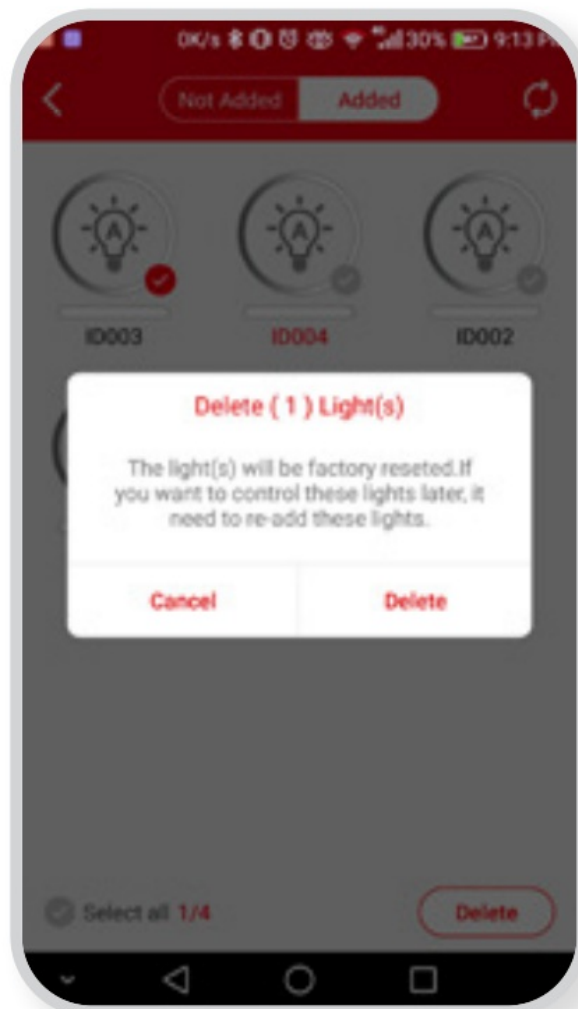 0K/s 30% 9:13 PM
Not Added Added
ID003 ID004 ID002
Delete ( 1 ) Light(s)
The light(s) will be factory reseted.If
you want to control these lights later, it
need to re-add these lights.
Cancel Delete
Select all 1/4 Delete